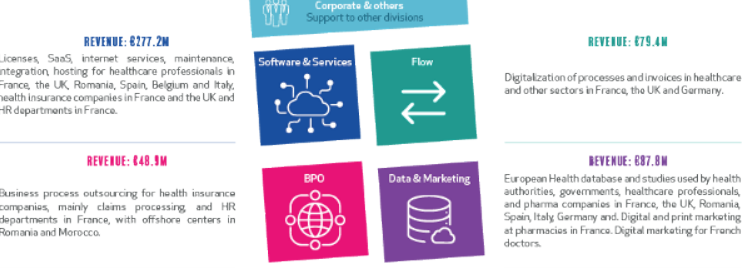 Corporate & others
Support to other divisions
REVENUE: €277.2M
Licenses, SaaS, internet services, maintenance,
integration, hosting for healthcare professionals in
France, the UK, Romania, Spain, Belgium and Italy,
health insurance companies in France and the UK and
HR departments in France.
Software & Services
Flow
REVENUE: €79.4M
Digitalization of processes and invoices in healthcare
and other sectors in France, the UK and Germany.
REVENUE: €48.9M
Business process outsourcing for health insurance
companies, mainly claims processing, and HR
departments in France, with offshore centers in
Romania and Morocco.
BPO
Data & Marketing
REVENUE: €87.8M
European Health database and studies used by health
authorities, governments, healthcare professionals,
and pharma companies in France, the UK, Romania,
Spain, Italy, Germany and. Digital and print marketing
at pharmacies in France. Digital marketing for French
doctors.